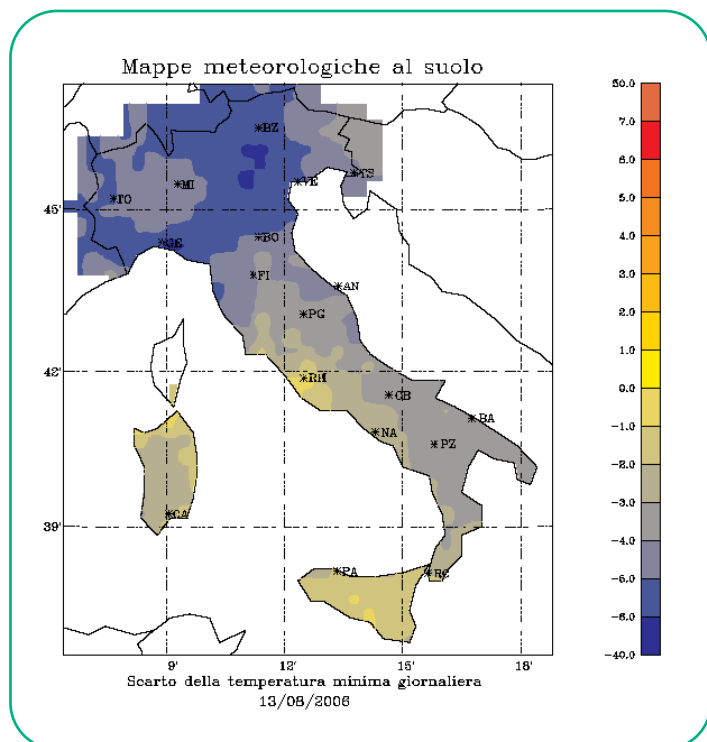 Mappe meteorologiche al suolo
50.0
7.0
6.0
5.0
4.0
3.0
2.0
1.0
0.0
-1.0
-2.0
-3.0
-4.0
-6.0
-6.0
-40.0
BZ
TS
VE
MI
TO
45'
BO
GE
FI
AN
PG
42'
RM
CB
BA
NA
PZ
39'
CA
PA
RC
9'
12'
15'
18'
Scarto della temperatura minima giornaliera
13/08/2006